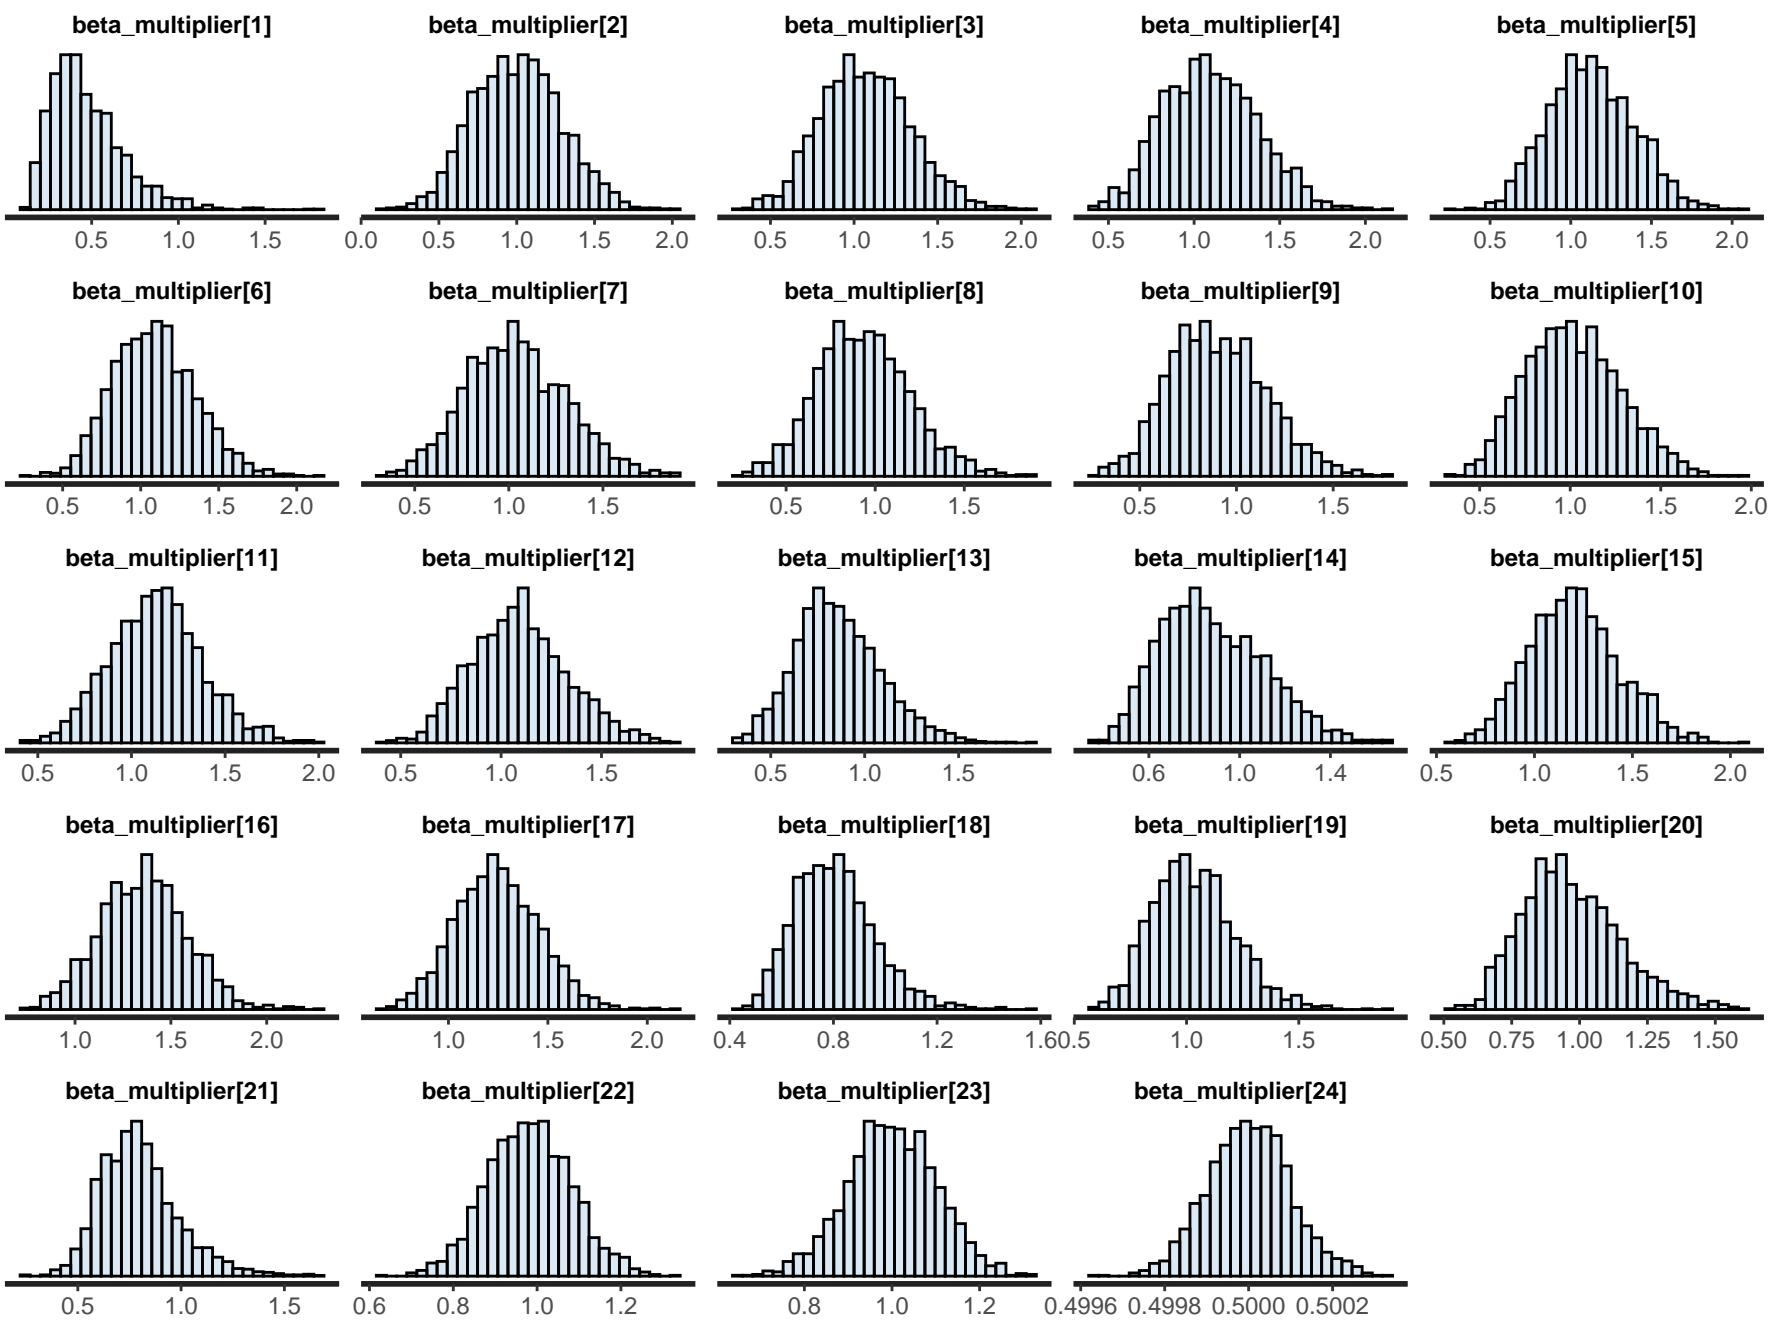 beta_multiplier[1] beta_multiplier[2] beta_multiplier[3] beta_multiplier[4] beta_multiplier[5]
0.5 1.0 1.5 0.0 0.5 1.0 1.5 2.0 0.5 1.0 1.5 2.0 0.5 1.0 1.5 2.0 0.5 1.0 1.5 2.0
beta_multiplier[6] beta_multiplier[7] beta_multiplier[8] beta_multiplier[9] beta_multiplier[10]
0.5 1.0 1.5 2.0 0.5 1.0 1.5 0.5 1.0 1.5 0.5 1.0 1.5 0.5 1.0 1.5 2.0
beta_multiplier[11] beta_multiplier[12] beta_multiplier[13] beta_multiplier[14] beta_multiplier[15]
0.5 1.0 1.5 2.0 0.5 1.0 1.5 0.5 1.0 1.5 0.6 1.0 1.4 0.5 1.0 1.5 2.0
beta_multiplier[16] beta_multiplier[17] beta_multiplier[18] beta_multiplier[19] beta_multiplier[20]
1.0 1.5 2.0 1.0 1.5 2.0 0.4 0.8 1.2 1.6 0.5 1.0 1.5 0.50 0.75 1.00 1.25 1.50
beta_multiplier[21] beta_multiplier[22] beta_multiplier[23] beta_multiplier[24]
0.5 1.0 1.5 0.6 0.8 1.0 1.2 0.8 1.0 1.2 0.4996 0.4998 0.5000 0.5002